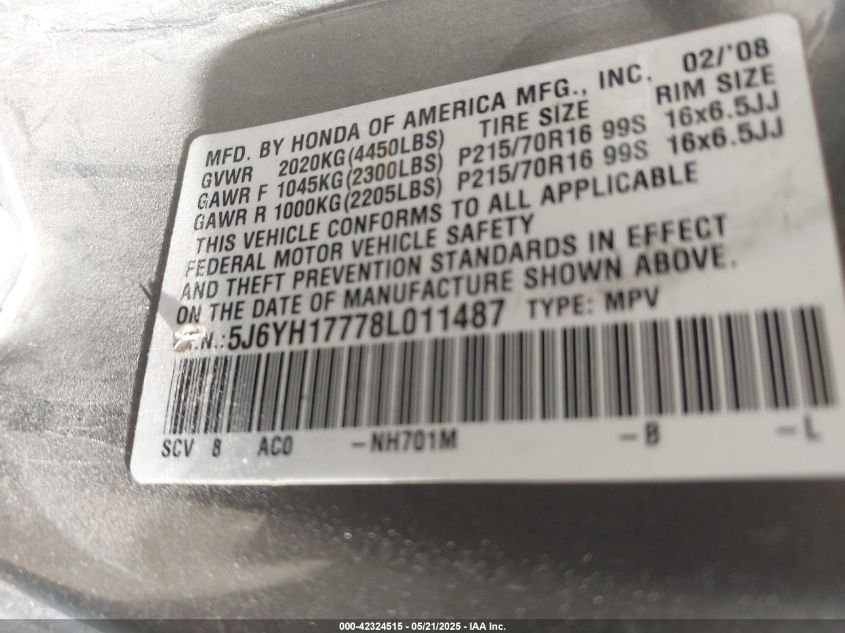 MFD. BY HONDA OF AMERICA MFG., INC. 02/'08
GVWR 2020KG(4450LBS) TIRE SIZE RIM SIZE
GAWR F 1045KG(2300LBS) P215/70R16 99S 16x6.5JJ
GAWR R 1000KG(2205LBS) P215/70R16 99S 16x6.5JJ
THIS VEHICLE CONFORMS TO ALL APPLICABLE
FEDERAL MOTOR VEHICLE SAFETY
AND THEFT PREVENTION STANDARDS IN EFFECT
ON THE DATE OF MANUFACTURE SHOWN ABOVE.
.N.:5J6YH17778L011487 TYPE: MPV
SCV 8 AC0 -NH701M -B -L
000-42324515 - 05/21/2025 - IAA Inc.